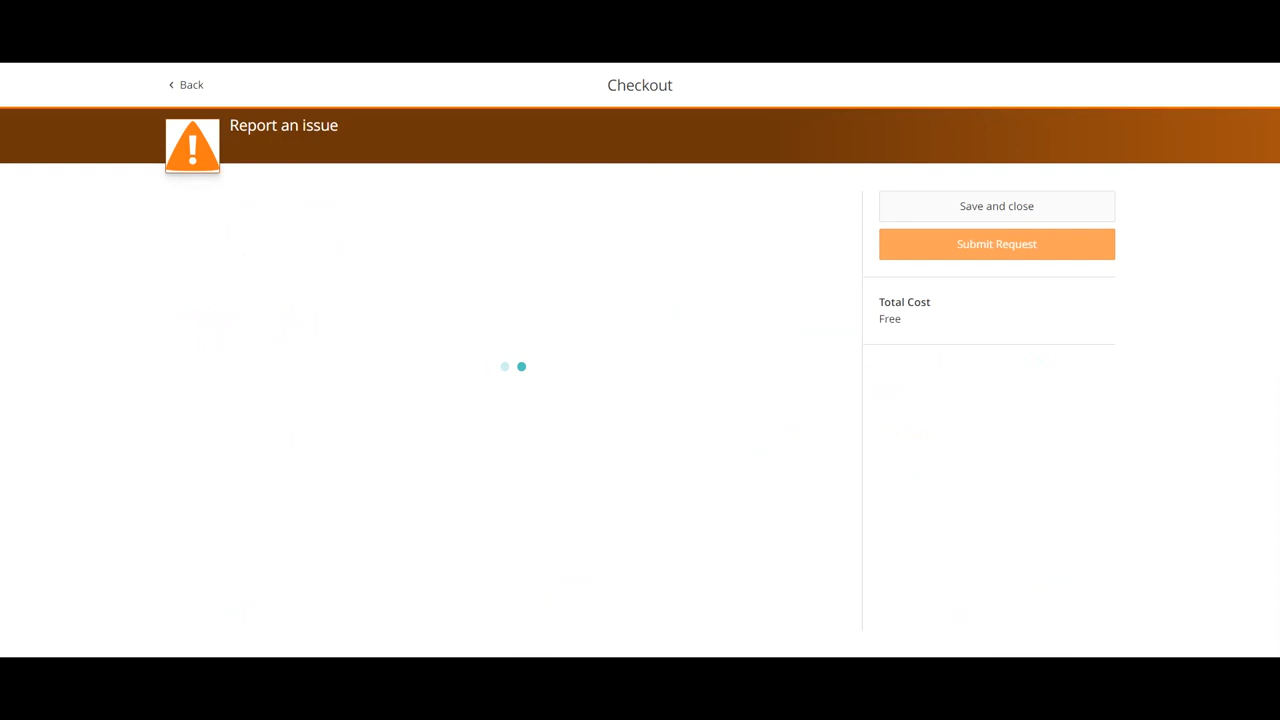 Back
Checkout
Report an issue
Save and close
Submit Request
Total Cost
Free